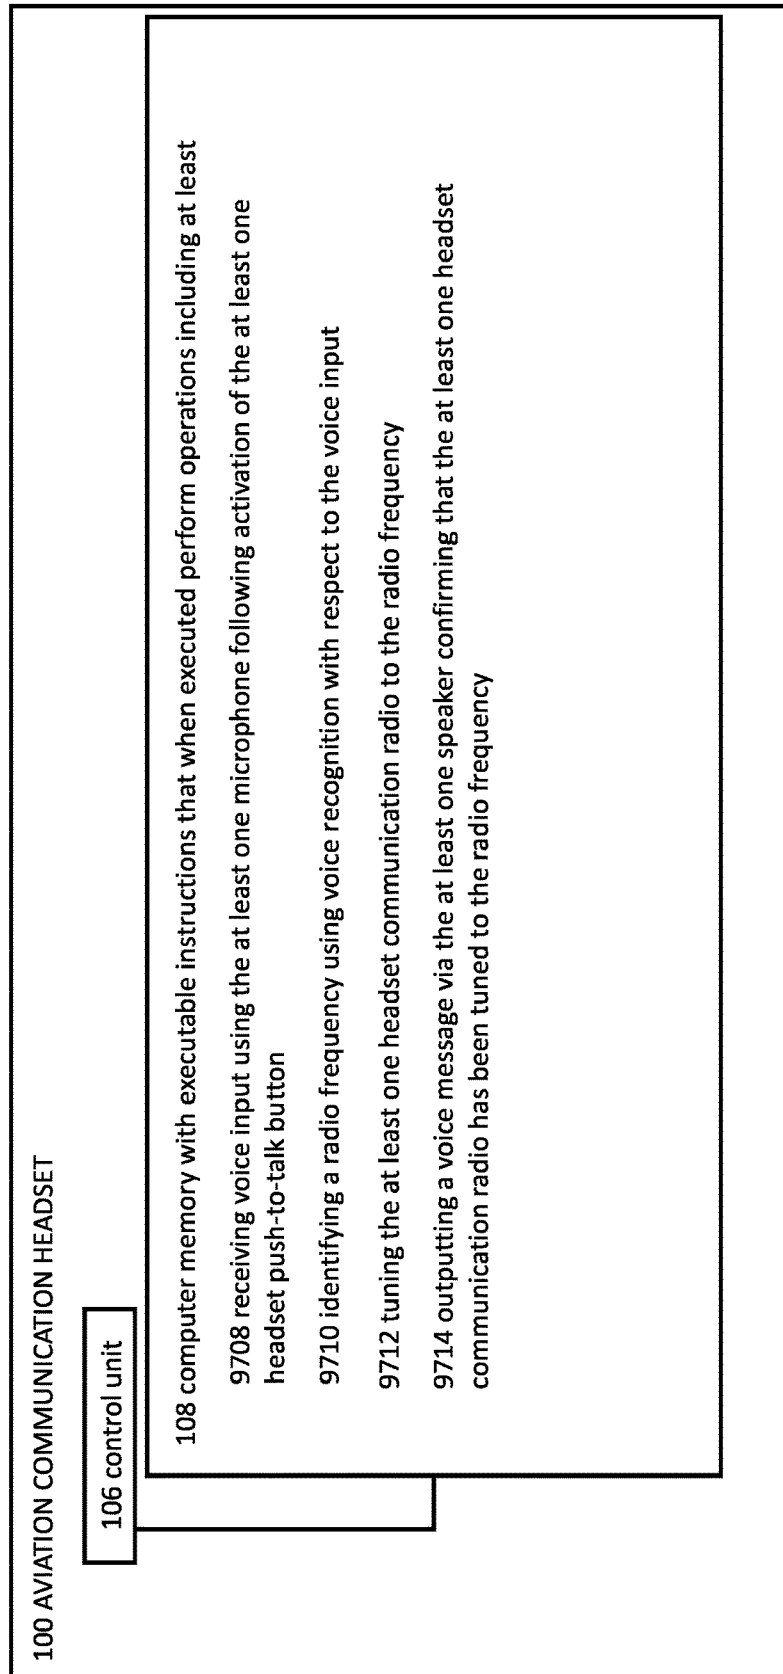 100 AVIATION COMMUNICATION HEADSET
106 control unit
108 computer memory with executable instructions that when executed perform operations including at least
9708 receiving voice input using the at least one microphone following activation of the at least one
headset push-to-talk button
9710 identifying a radio frequency using voice recognition with respect to the voice input
9712 tuning the at least one headset communication radio to the radio frequency
9714 outputting a voice message via the at least one speaker confirming that the at least one headset
communication radio has been tuned to the radio frequency